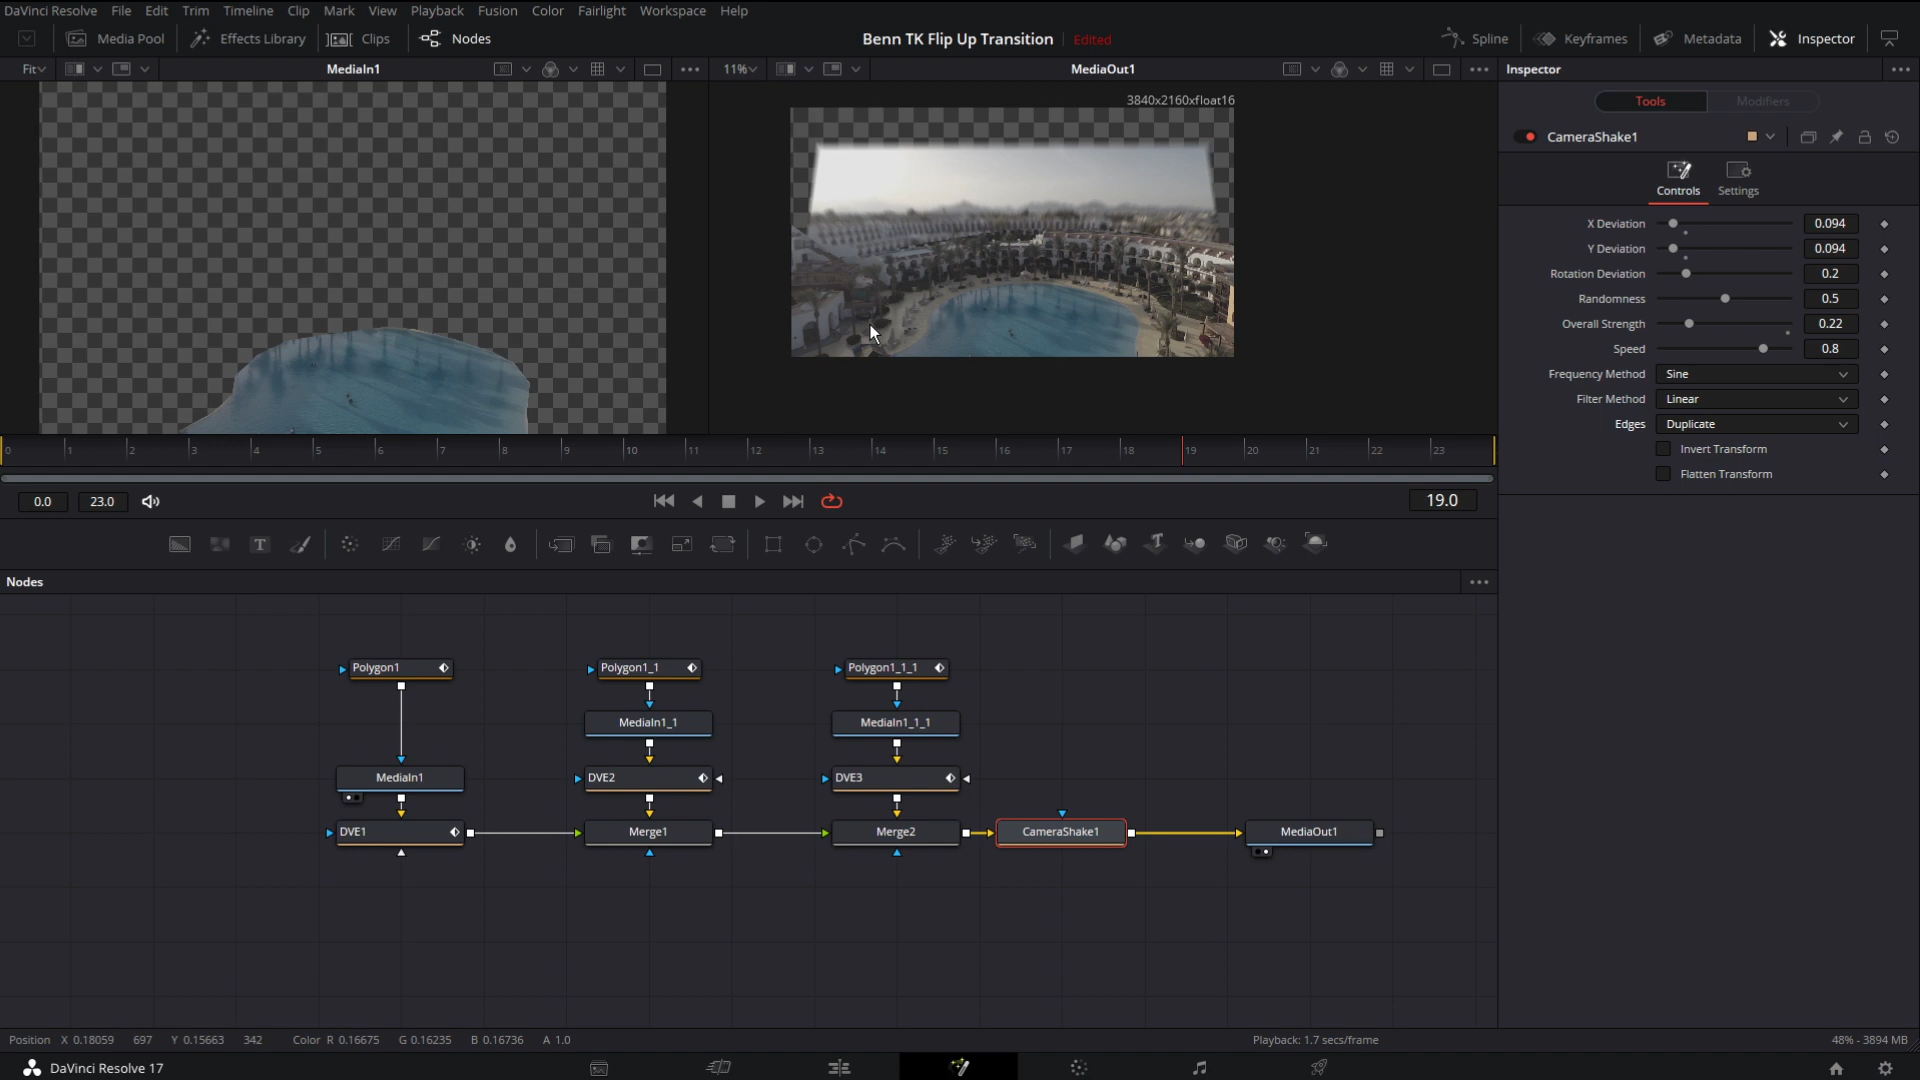 DaVinci Resolve File Edit Trim Timeline Clip Mark View Playback Fusion Color Fairlight Workspace Help
Media Pool Effects Library Clips Nodes Benn TK Flip Up Transition Edited Spline Keyframes Metadata Inspector
Fit MediaIn1 11% MediaOut1 Inspector
3840x2160xfloat16
Tools Modifiers
CameraShake1
Controls Settings
X Deviation 0.094
Y Deviation 0.094
Rotation Deviation 0.2
Randomness 0.5
Overall Strength 0.22
Speed 0.8
Frequency Method Sine
Filter Method Linear
Edges Duplicate
Invert Transform
Flatten Transform
0 1 2 3 4 5 6 7 8 9 10 11 12 13 14 15 16 17 18 19 20 21 22 23
0.0 23.0 19.0
Nodes
Polygon1 Polygon1_1 Polygon1_1_1
MediaIn1_1 MediaIn1_1_1
MediaIn1 DVE2 DVE3
DVE1 Merge1 Merge2 CameraShake1 MediaOut1
Position X 0.18059 697 Y 0.15663 342 Color R 0.16675 G 0.16235 B 0.16736 A 1.0 Playback: 1.7 secs/frame 48% - 3894 MB
DaVinci Resolve 17